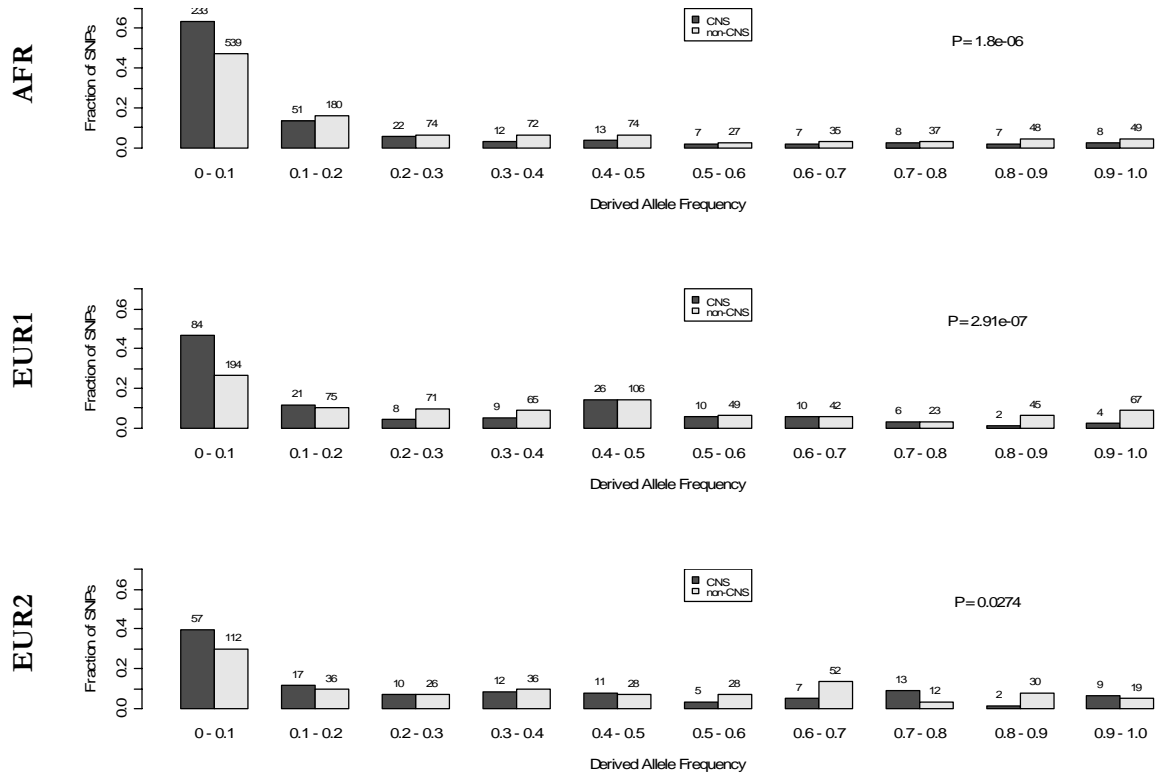 AFR
Fraction of SNPs
0.0 0.2 0.4 0.6
CNS
non-CNS
P= 1.8e-06
233 539 51 180 22 74 12 72 13 74 7 27 7 35 8 37 7 48 8 49
0 - 0.1 0.1 - 0.2 0.2 - 0.3 0.3 - 0.4 0.4 - 0.5 0.5 - 0.6 0.6 - 0.7 0.7 - 0.8 0.8 - 0.9 0.9 - 1.0
Derived Allele Frequency
EUR1
Fraction of SNPs
0.0 0.2 0.4 0.6
CNS
non-CNS
P= 2.91e-07
84 194 21 75 8 71 9 65 26 106 10 49 10 42 6 23 2 45 4 67
0 - 0.1 0.1 - 0.2 0.2 - 0.3 0.3 - 0.4 0.4 - 0.5 0.5 - 0.6 0.6 - 0.7 0.7 - 0.8 0.8 - 0.9 0.9 - 1.0
Derived Allele Frequency
EUR2
Fraction of SNPs
0.0 0.2 0.4 0.6
CNS
non-CNS
P= 0.0274
57 112 17 36 10 26 12 36 11 28 5 28 7 52 13 12 2 30 9 19
0 - 0.1 0.1 - 0.2 0.2 - 0.3 0.3 - 0.4 0.4 - 0.5 0.5 - 0.6 0.6 - 0.7 0.7 - 0.8 0.8 - 0.9 0.9 - 1.0
Derived Allele Frequency